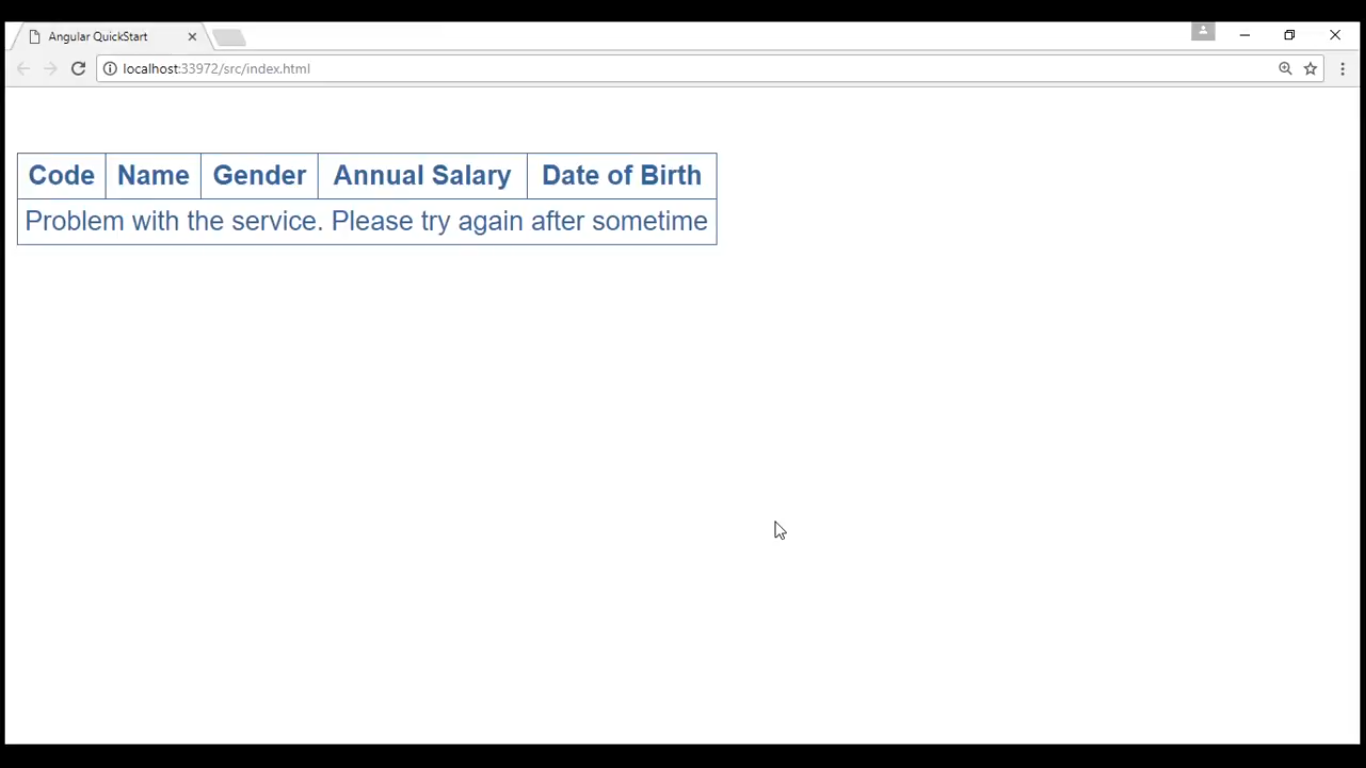 Angular QuickStart
localhost:33972/src/index.html
Code Name Gender Annual Salary Date of Birth
Problem with the service. Please try again after sometime